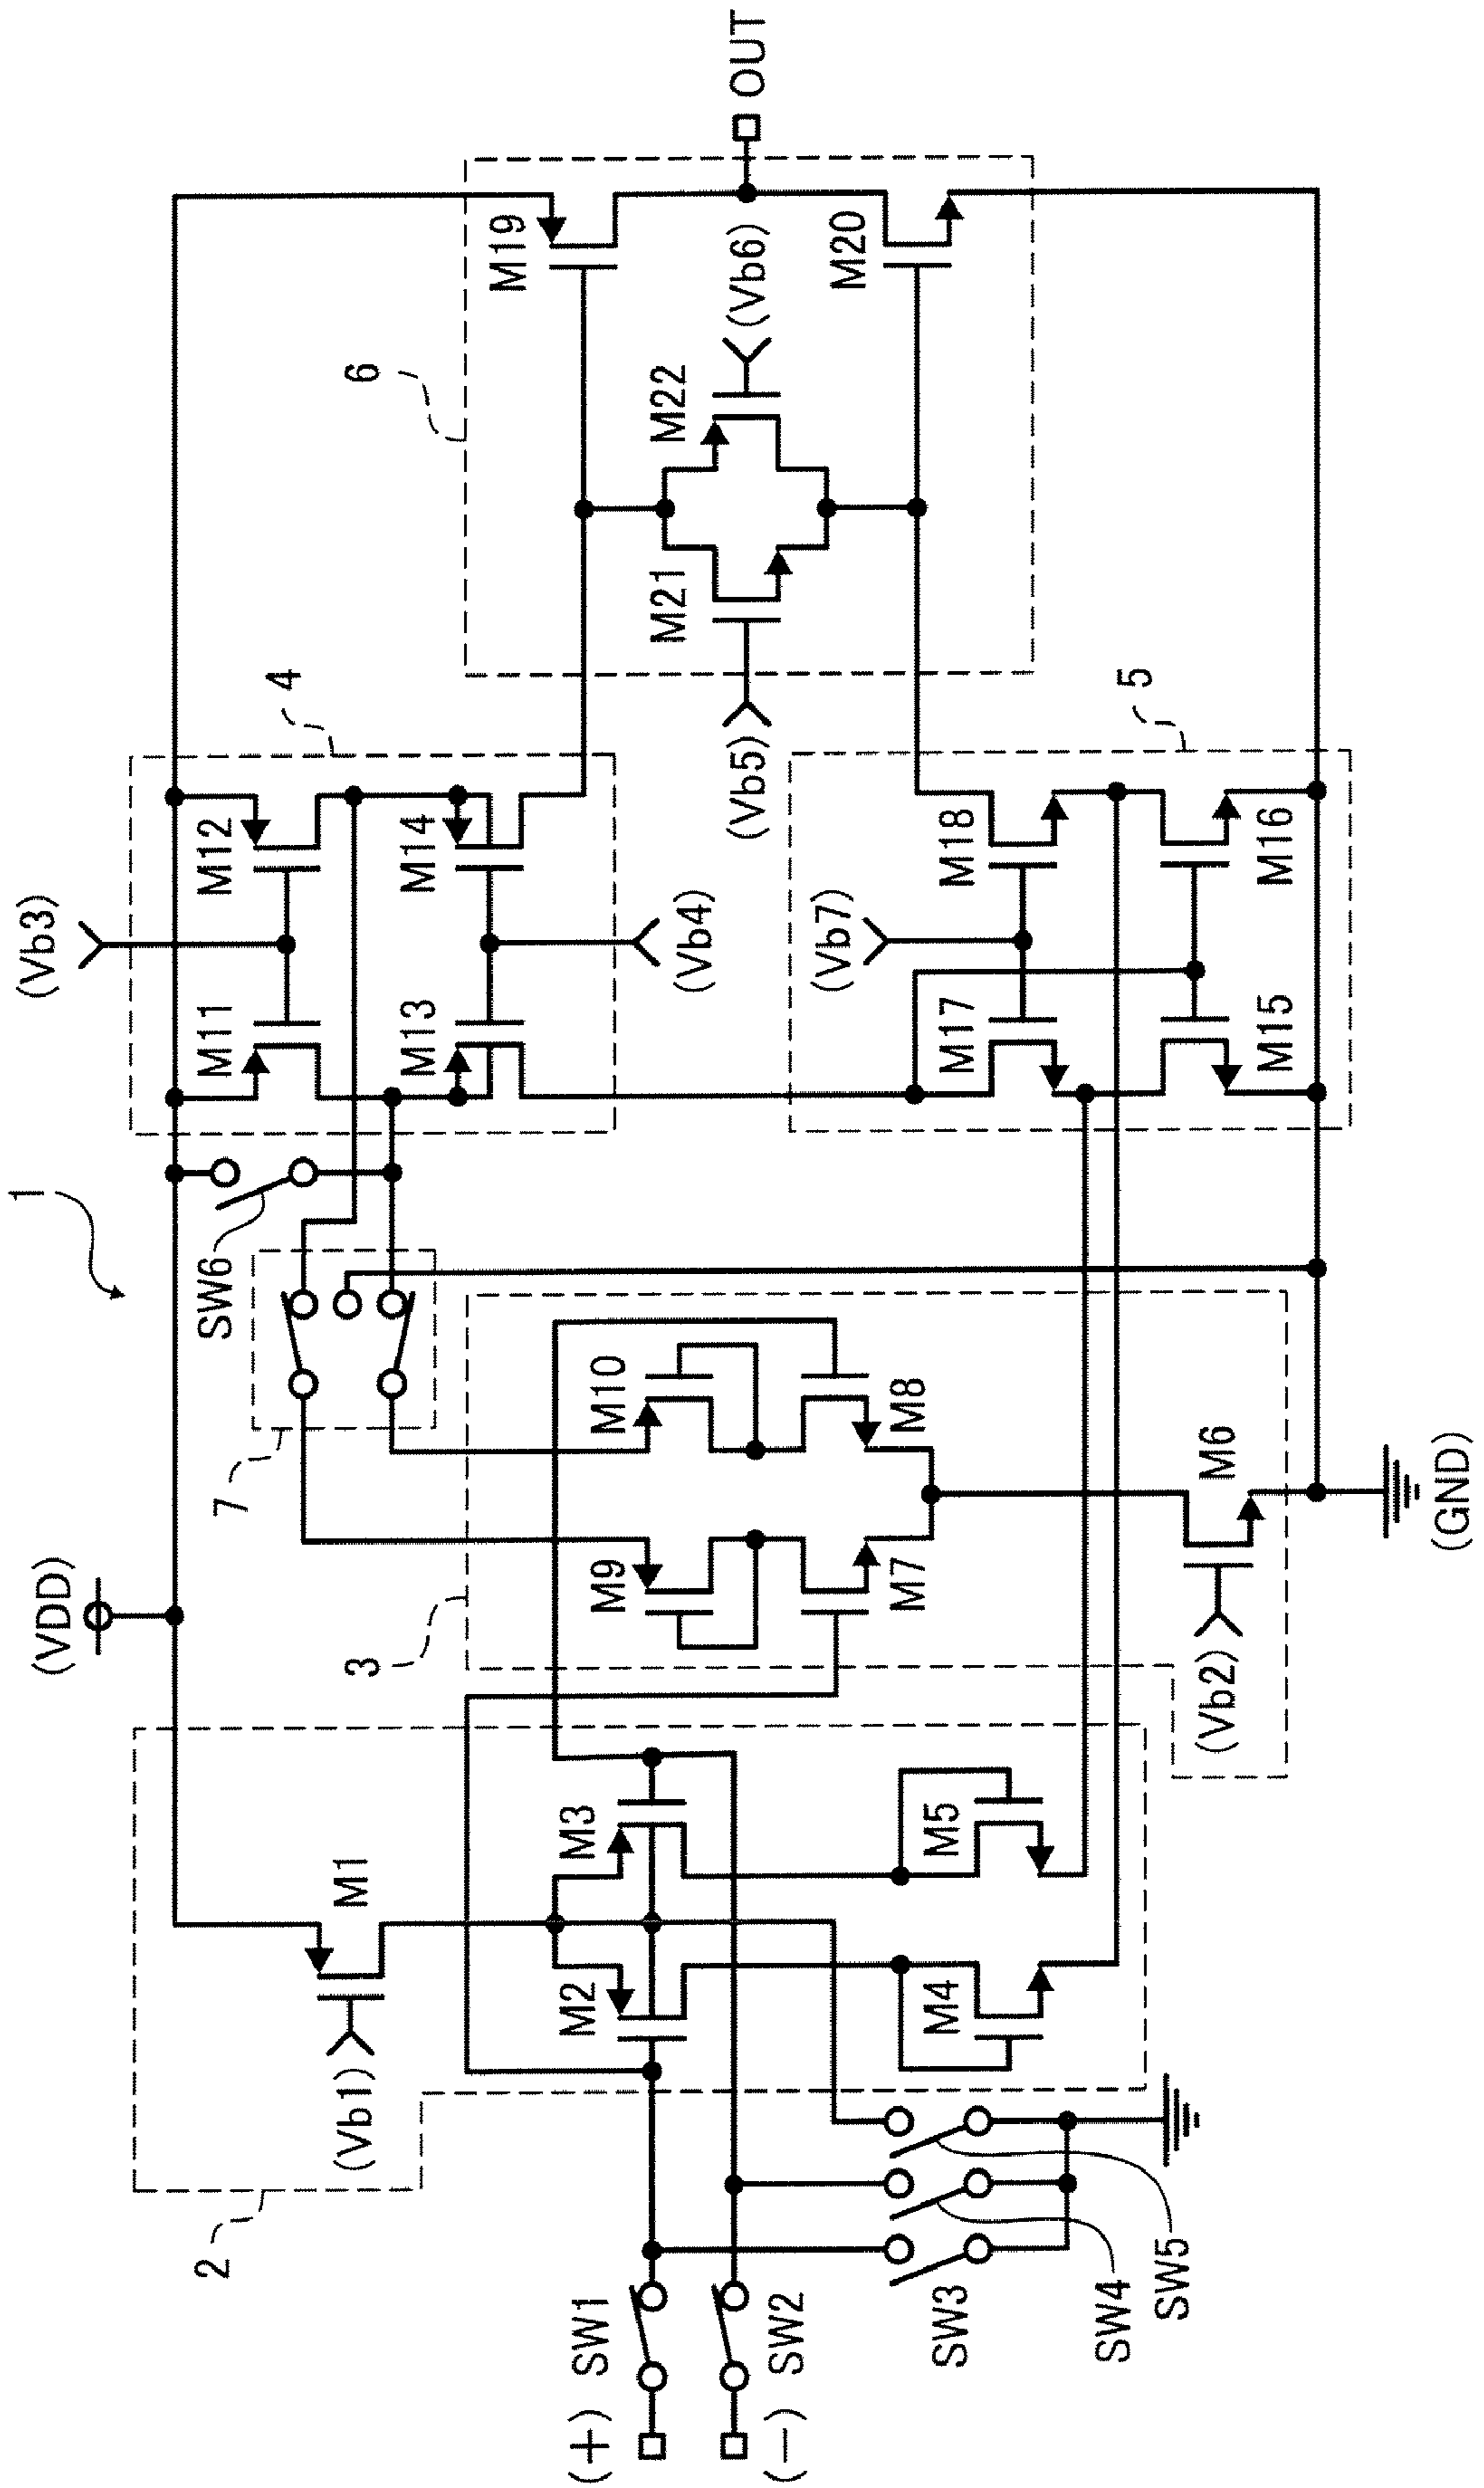 1
(VDD)
(Vb3)
SW6
7
4
M11
M12
M13
M14
(Vb4)
6
M19
OUT
M21
M22
(Vb5)
(Vb6)
M20
5
(Vb7)
M17
M18
M15
M16
3
M9
M10
M7
M8
(Vb2)
M6
(GND)
2
(Vb1)
M1
M2
M3
M4
M5
(+)
SW1
(−)
SW2
SW3
SW4
SW5